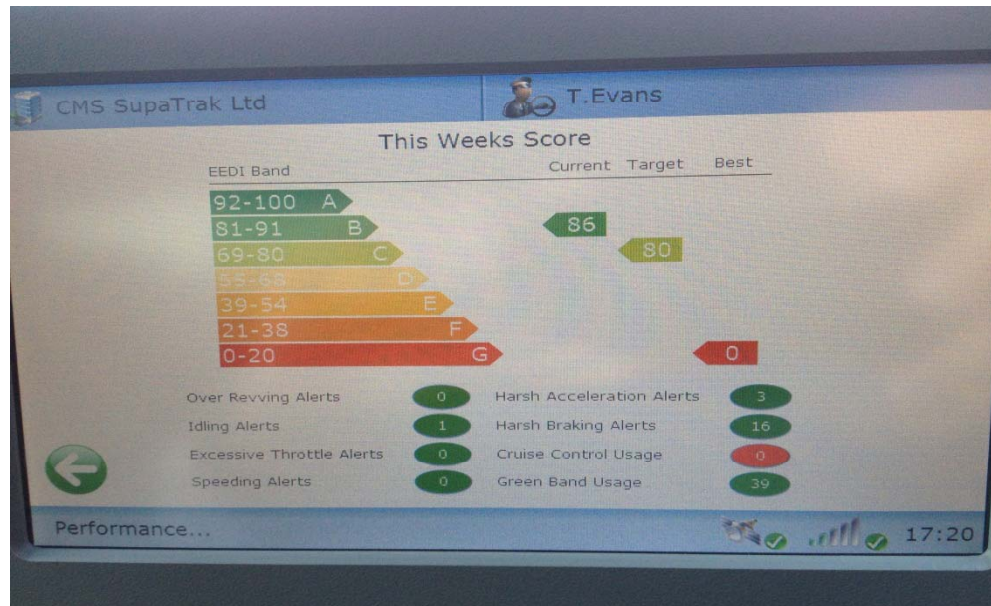 CMS SupaTrak Ltd T.Evans
This Weeks Score
EEDI Band Current Target Best
92-100 A
81-91 B 86
69-80 C 80
55-68 D
39-54 E
21-38 F
0-20 G 0
Over Revving Alerts 0 Harsh Acceleration Alerts 3
Idling Alerts 1 Harsh Braking Alerts 16
Excessive Throttle Alerts 0 Cruise Control Usage 0
Speeding Alerts 0 Green Band Usage 39
Performance... 17:20